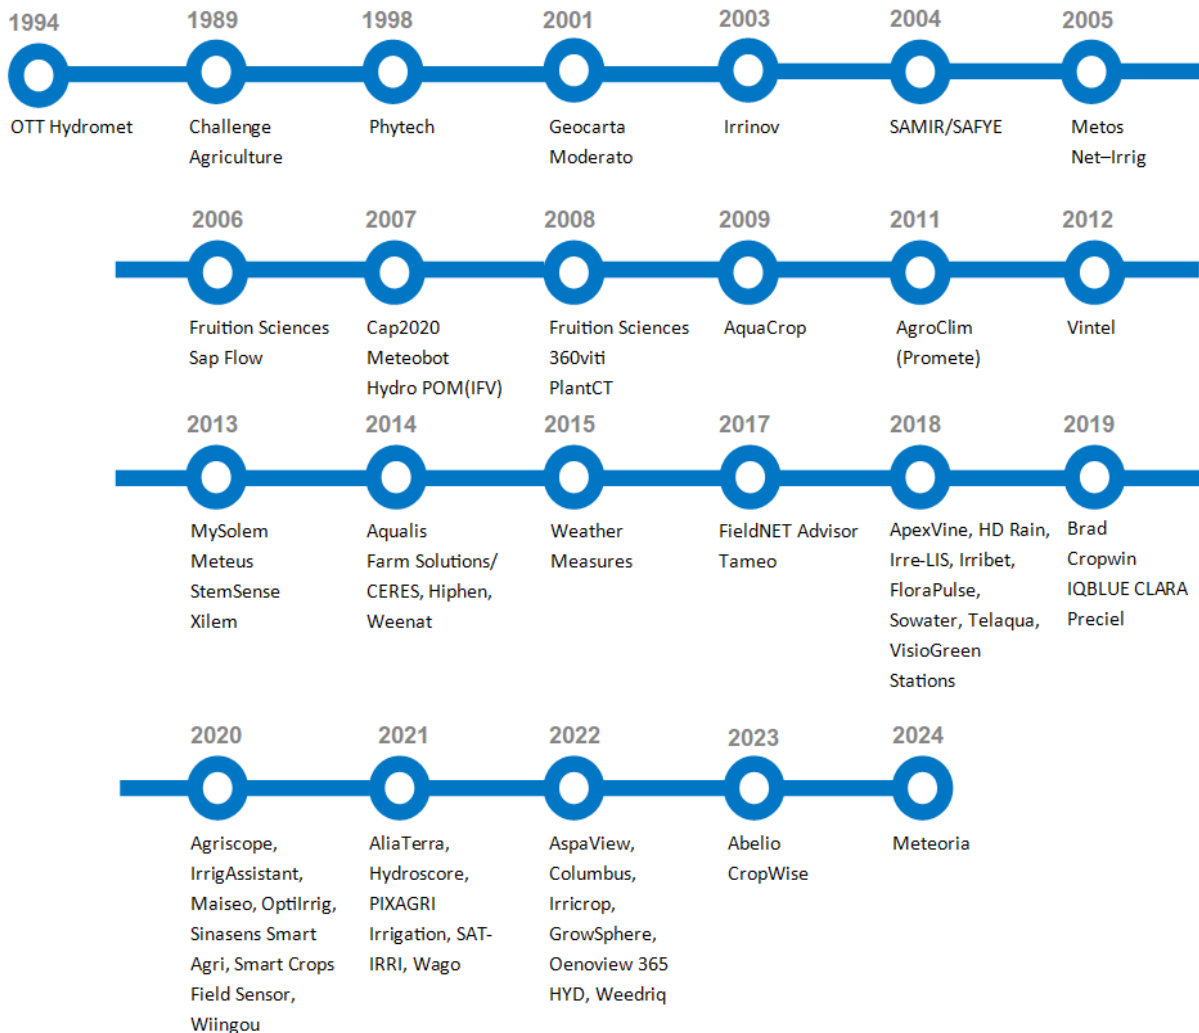 1994
OTT Hydromet
1989
Challenge
Agriculture
1998
Phytech
2001
Geocarta
Moderato
2003
Irrinov
2004
SAMIR/SAFYE
2005
Metos
Net–Irrig
2006
Fruition Sciences
Sap Flow
2007
Cap2020
Meteobot
Hydro POM(IFV)
2008
Fruition Sciences
360viti
PlantCT
2009
AquaCrop
2011
AgroClim
(Promete)
2012
Vintel
2013
MySolem
Meteus
StemSense
Xilem
2014
Aqualis
Farm Solutions/
CERES, Hiphen,
Weenat
2015
Weather
Measures
2017
FieldNET Advisor
Tameo
2018
ApexVine, HD Rain,
Irre-LIS, Irribet,
FloraPulse,
Sowater, Telaqua,
VisioGreen
Stations
2019
Brad
Cropwin
IQBLUE CLARA
Preciel
2020
Agriscope,
IrrigAssistant,
Maiseo, OptiIrrig,
Sinasens Smart
Agri, Smart Crops
Field Sensor,
Wiingou
2021
AliaTerra,
Hydroscore,
PIXAGRI
Irrigation, SAT-
IRRI, Wago
2022
AspaView,
Columbus,
Irricrop,
GrowSphere,
Oenoview 365
HYD, Weedriq
2023
Abelio
CropWise
2024
Meteoria